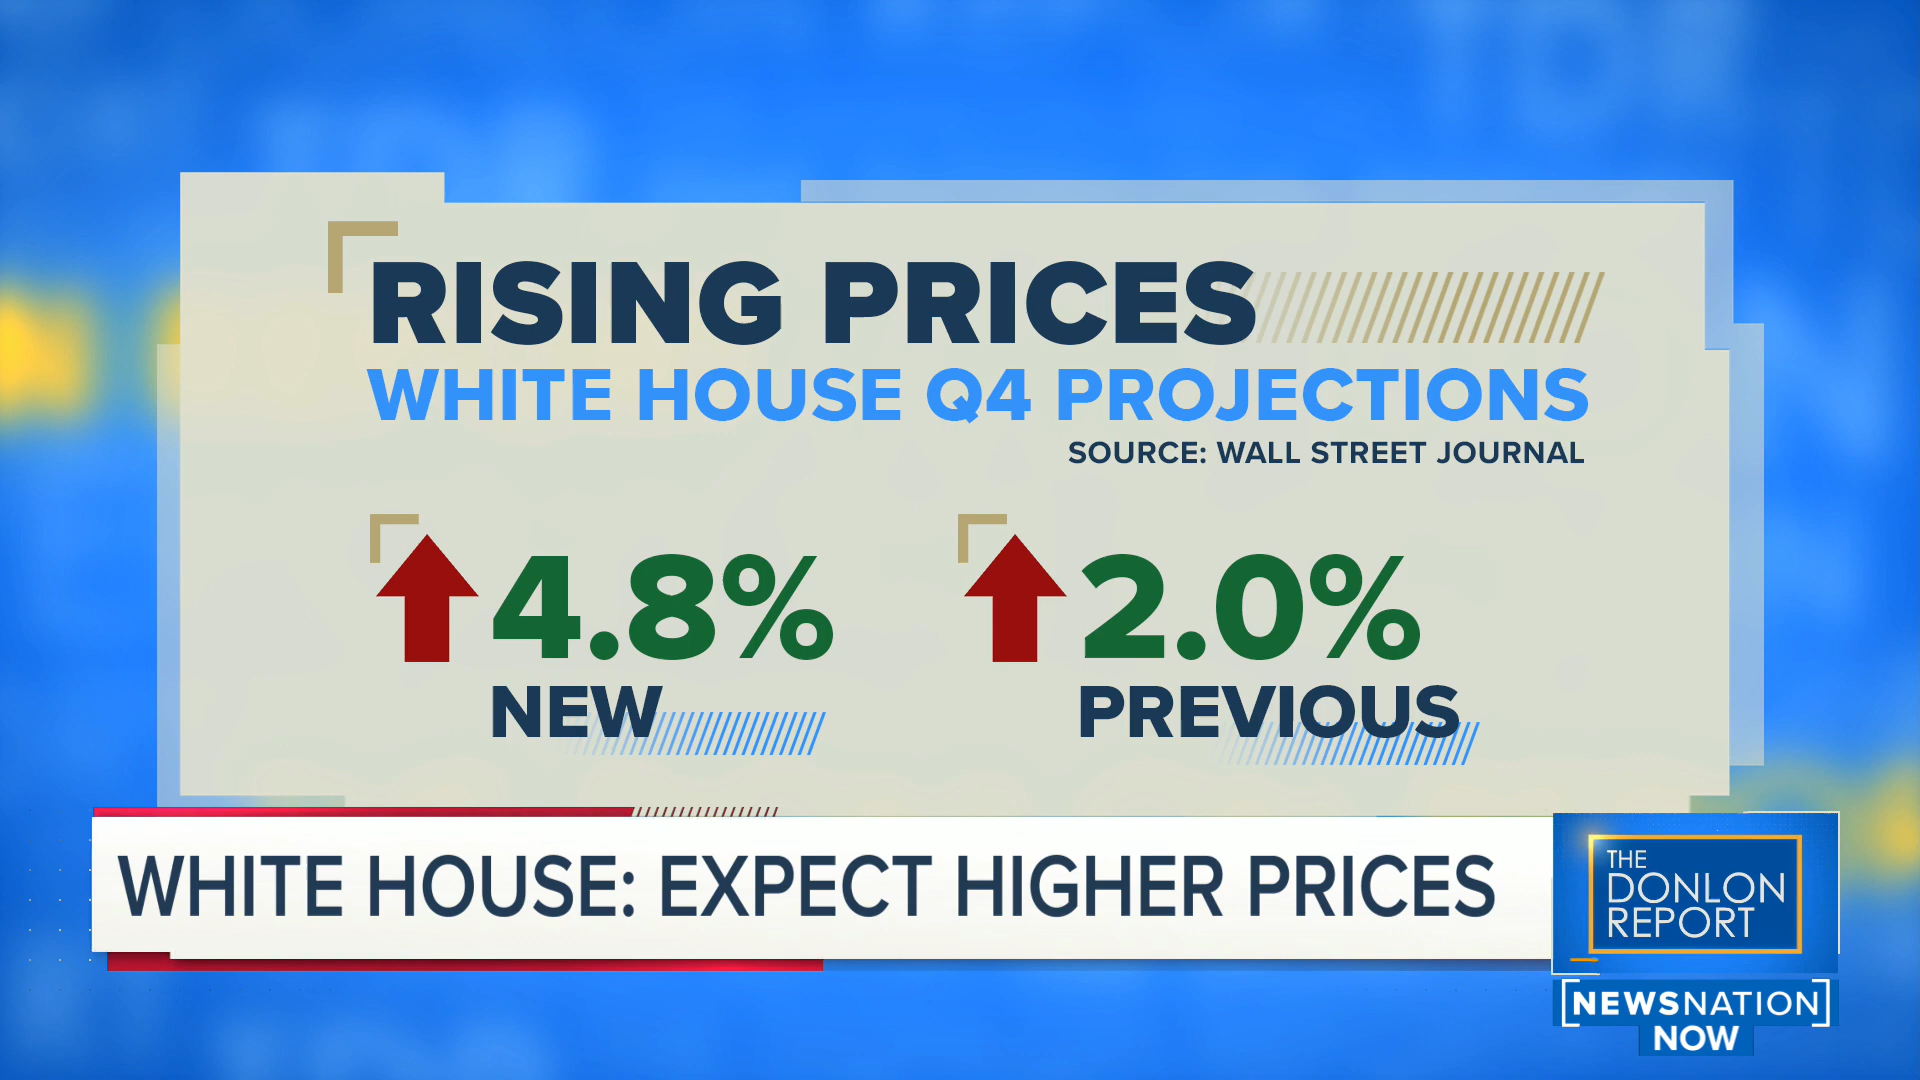 RISING PRICES
WHITE HOUSE Q4 PROJECTIONS
SOURCE: WALL STREET JOURNAL
4.8%
NEW
2.0%
PREVIOUS
WHITE HOUSE: EXPECT HIGHER PRICES
THE
DONLON
REPORT
NEWSNATION
NOW